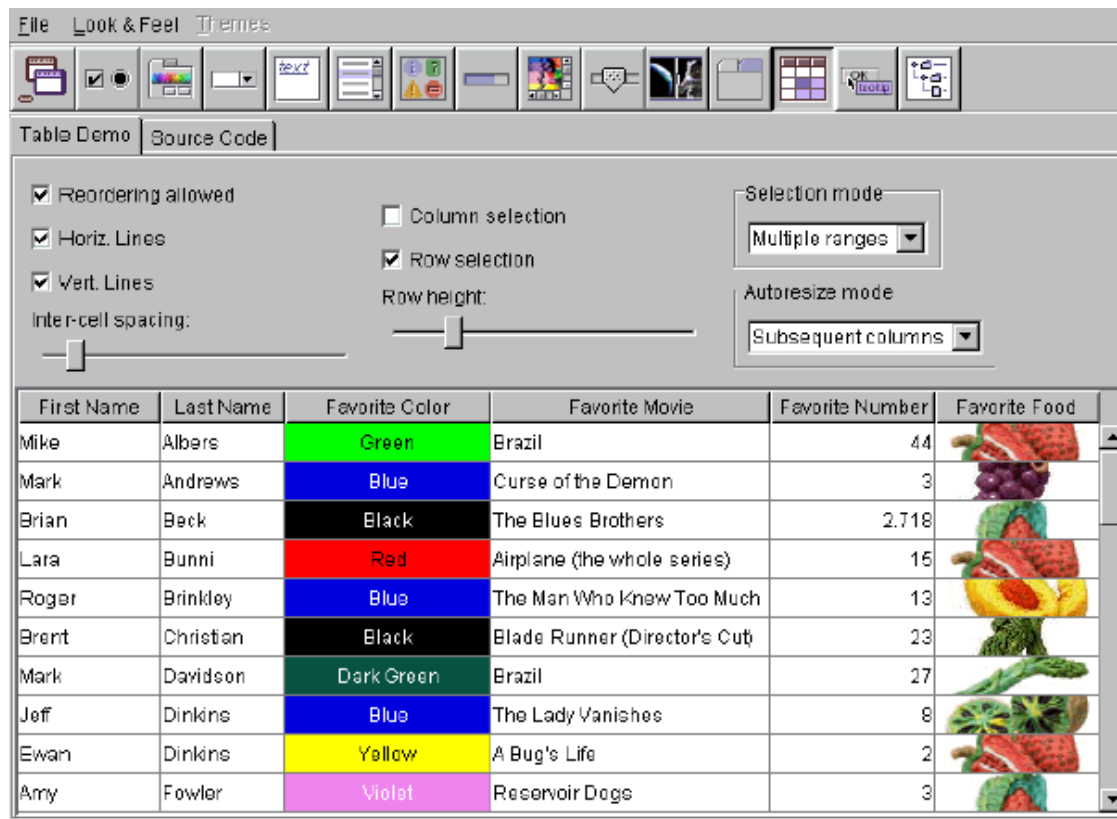 File Look & Feel Themes
text
OK
tooltip
Table Demo Source Code
Reordering allowed
Horiz. Lines
Vert. Lines
Inter-cell spacing:
Column selection
Row selection
Row height:
Selection mode
Multiple ranges
Autoresize mode
Subsequent columns
First Name Last Name Favorite Color Favorite Movie Favorite Number Favorite Food
Mike Albers Green Brazil 44
Mark Andrews Blue Curse of the Demon 3
Brian Beck Black The Blues Brothers 2.718
Lara Bunni Red Airplane (the whole series) 15
Roger Brinkley Blue The Man Who Knew Too Much 13
Brent Christian Black Blade Runner (Director's Cut) 23
Mark Davidson Dark Green Brazil 27
Jeff Dinkins Blue The Lady Vanishes 8
Ewan Dinkins Yellow A Bug's Life 2
Amy Fowler Violet Reservoir Dogs 3